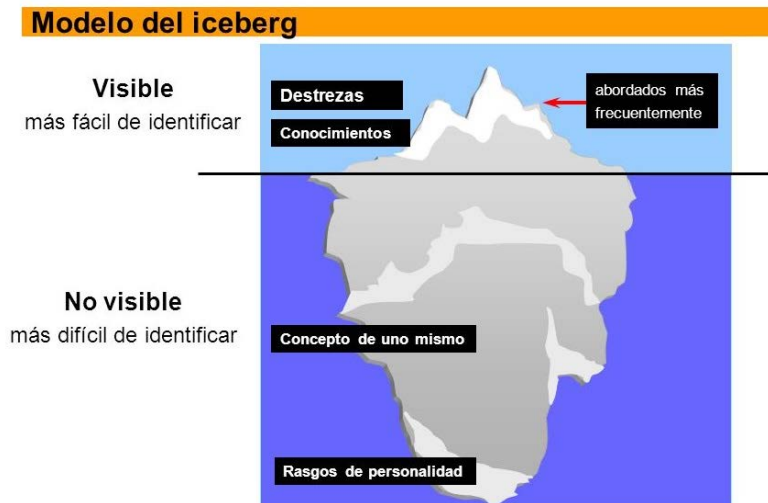 Modelo del iceberg
Visible
más fácil de identificar
Destrezas
Conocimientos
abordados más
frecuentemente
No visible
más difícil de identificar
Concepto de uno mismo
Rasgos de personalidad